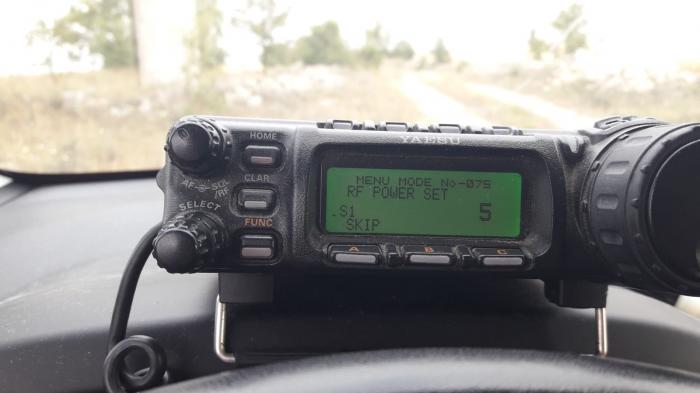 HOME
YAESU
AF-SQL/RF
CLAR
SELECT
FUNC
MENU MODE No-075
RF POWER SET
.S1
5
SKIP
A B C